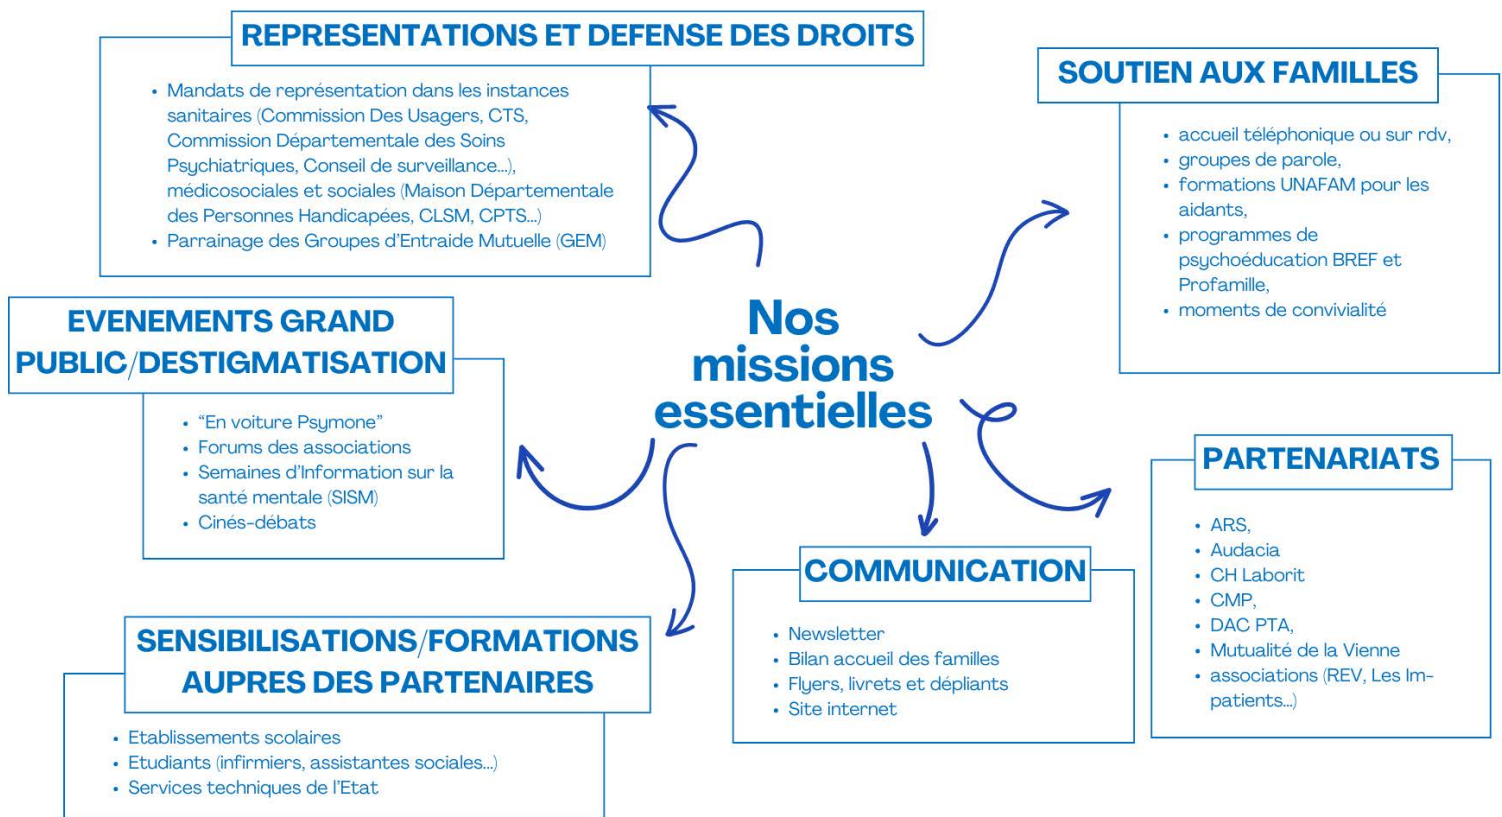 REPRESENTATIONS ET DEFENSE DES DROITS
• Mandats de représentation dans les instances
sanitaires (Commission Des Usagers, CTS,
Commission Départementale des Soins
Psychiatriques, Conseil de surveillance...),
médicosociales et sociales (Maison Départementale
des Personnes Handicapées, CLSM, CPTS...)
• Parrainage des Groupes d'Entraide Mutuelle (GEM)
SOUTIEN AUX FAMILLES
• accueil téléphonique ou sur rdv,
• groupes de parole,
• formations UNAFAM pour les
aidants,
• programmes de
psychoéducation BREF et
Profamille,
• moments de convivialité
Nos
missions
essentielles
EVENEMENTS GRAND
PUBLIC/DESTIGMATISATION
• “En voiture Psymone”
• Forums des associations
• Semaines d'Information sur la
santé mentale (SISM)
• Cinés-débats
PARTENARIATS
• ARS,
• Audacia
• CH Laborit
• CMP,
• DAC PTA,
• Mutualité de la Vienne
• associations (REV, Les Im-
patients...)
COMMUNICATION
• Newsletter
• Bilan accueil des familles
• Flyers, livrets et dépliants
• Site internet
SENSIBILISATIONS/FORMATIONS
AUPRES DES PARTENAIRES
• Etablissements scolaires
• Etudiants (infirmiers, assistantes sociales...)
• Services techniques de l'Etat